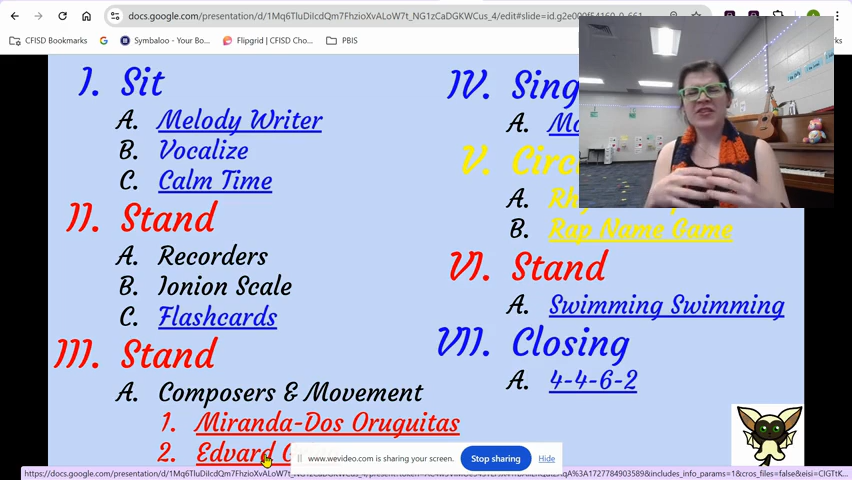 docs.google.com/presentation/d/1Mq6TluDiIcdQm7FhzioXvALoW7t_NG1zCaDGKWCus_4/edit#slide=id.g2e000f54160_0_661
CFISD Bookmarks
Symbaloo - Your Bo
Flipgrid | CFISD Cho...
PBIS
I. Sit
A. Melody Writer
B. Vocalize
C. Calm Time
II. Stand
A. Recorders
B. Ionion Scale
C. Flashcards
III. Stand
A. Composers & Movement
1. Miranda-Dos Oruguitas
2. Edvard G
IV. Sing
A.
V. Circ
A. Rh
B. Rap Name Game
VI. Stand
A. Swimming Swimming
VII. Closing
A. 4-4-6-2
www.wevideo.com is sharing your screen.
Stop sharing
Hide